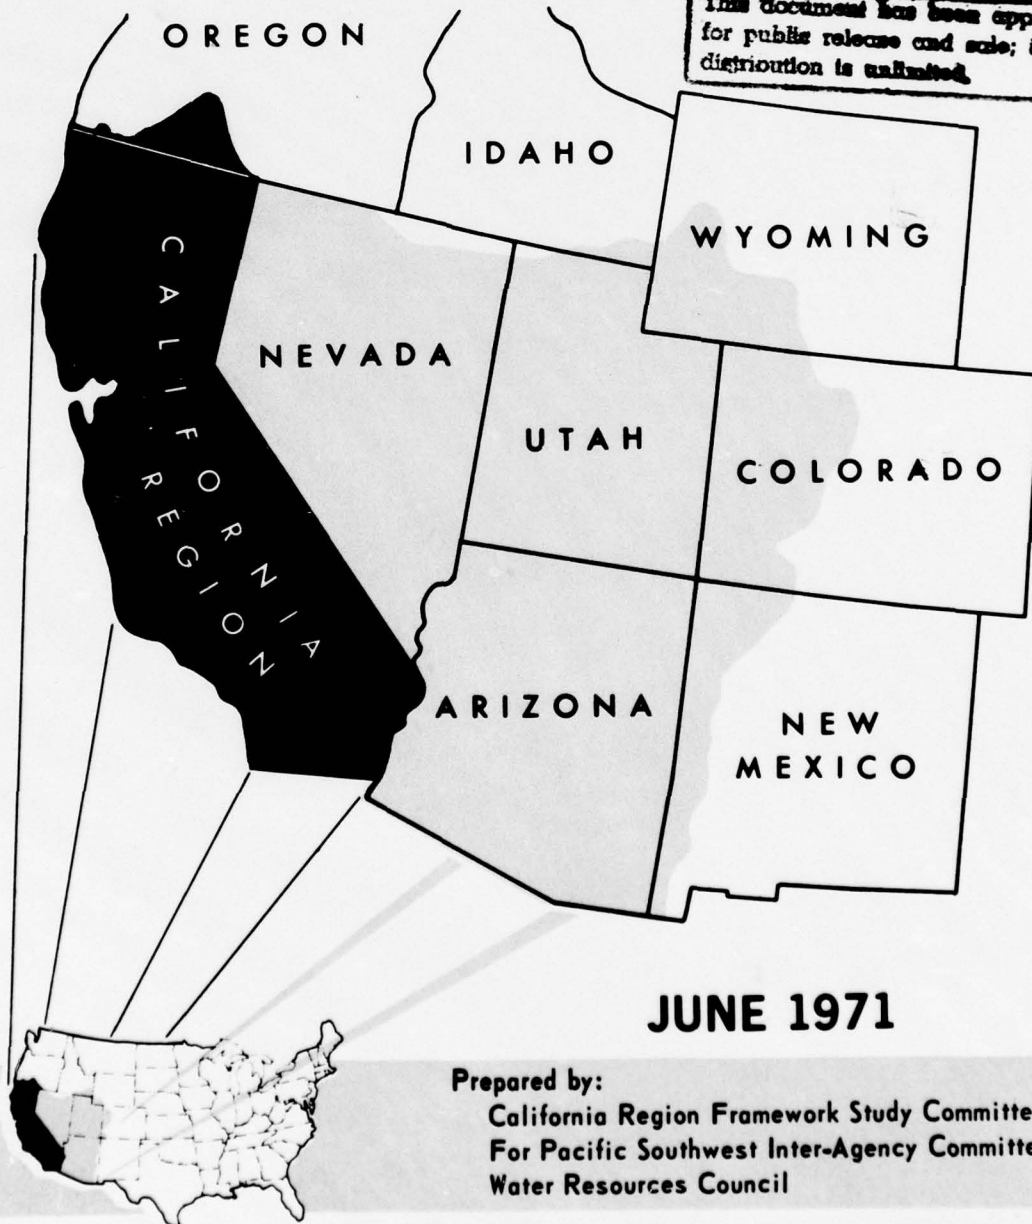 This document has been app
for public release and sale; i
distribution is unlimited.
OREGON
IDAHO
WYOMING
CALIFORNIA
REGION
NEVADA
UTAH
COLORADO
ARIZONA
NEW
MEXICO
JUNE 1971
Prepared by:
California Region Framework Study Committe
For Pacific Southwest Inter-Agency Committe
Water Resources Council